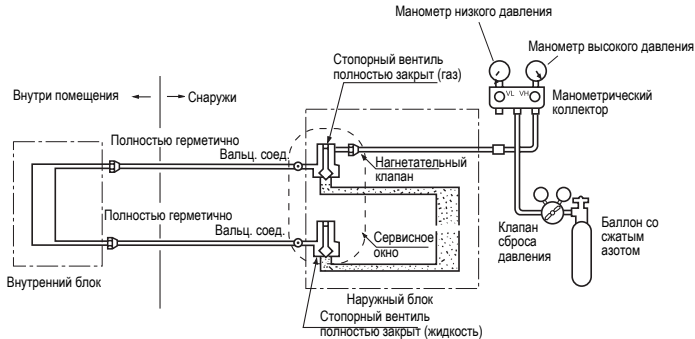 Манометр низкого давления
Манометр высокого давления
Стопорный вентиль
полностью закрыт (газ)
VL VH
Манометрический
коллектор
Внутри помещения
Снаружи
Полностью герметично
Вальц. соед.
Нагнетательный
клапан
Полностью герметично
Вальц. соед.
Сервисное
окно
Клапан
сброса
давления
Баллон со
сжатым
азотом
Внутренний блок
Наружный блок
Стопорный вентиль
полностью закрыт (жидкость)